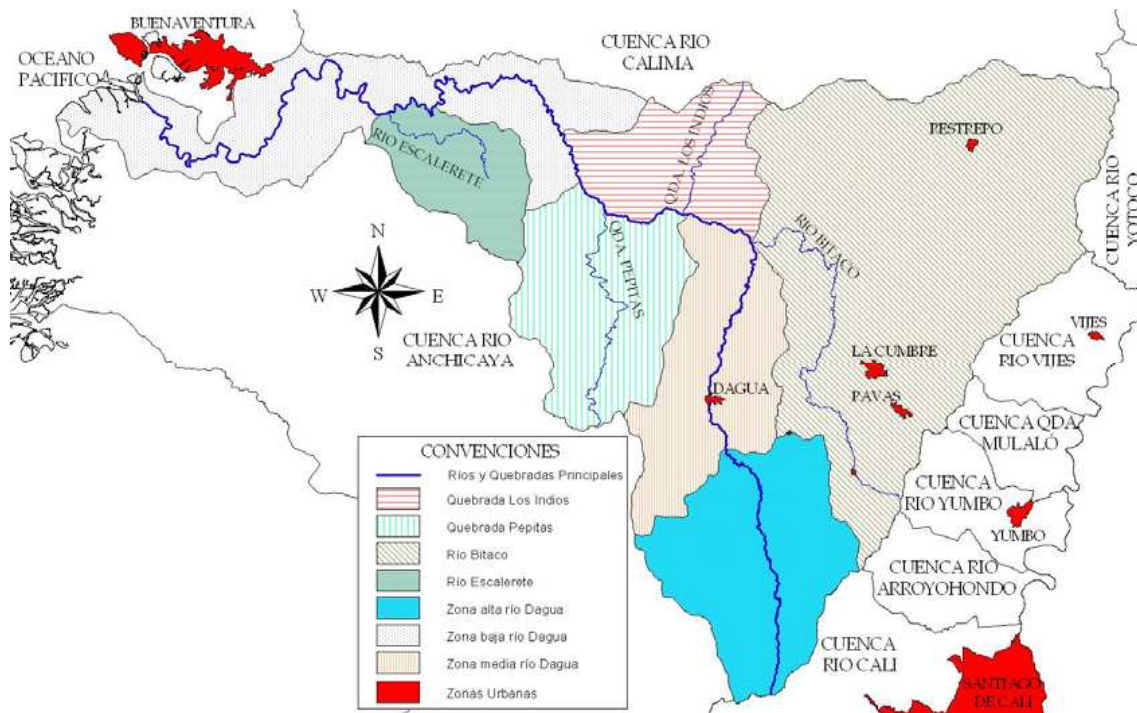 BUENAVENTURA
OCEANO
PACIFICO
CUENCA RIO
CALIMA
QDA. LOS INDIOS
RESTREPO
CUENCA RIO
YOTOCO
RIO ESCALERETE
RIO BITACO
QDA. PEPITAS
N
W
E
S
CUENCA RIO
ANCHICAYA
VIJES
CUENCA
RIO VIJES
LA CUMBRE
PAVAS
DAGUA
CUENCA QDA
MULALÓ
CUENCA
RIO YUMBO
YUMBO
CUENCA RIO
ARROYOHONDO
CUENCA
RIO CALI
SANTIAGO
DE CALI
CONVENCIONES
Ríos y Quebradas Principales
Quebrada Los Indios
Quebrada Pepitas
Río Bitaco
Río Escalerete
Zona alta río Dagua
Zona baja río Dagua
Zona media río Dagua
Zonas Urbanas